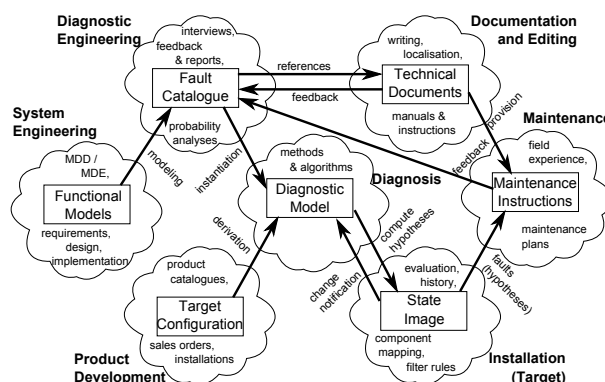 Diagnostic
Engineering
interviews,
feedback
& reports,
Fault
Catalogue
probability
analyses
references
feedback
Documentation
and Editing
writing,
localisation,
Technical
Documents
manuals &
instructions
provision
System
Engineering
MDD /
MDE,
Functional
Models
requirements,
design,
implementation
modeling
instantiation
methods
& algorithms
Diagnostic
Model
Diagnosis
feedback
Maintenance
field
experience,
Maintenance
Instructions
maintenance
plans
derivation
compute
hypotheses
change
notification
faults
(hypotheses)
product
catalogues,
Target
Configuration
sales orders,
installations
Product
Development
evaluation,
history,
State
Image
component
mapping,
filter rules
Installation
(Target)